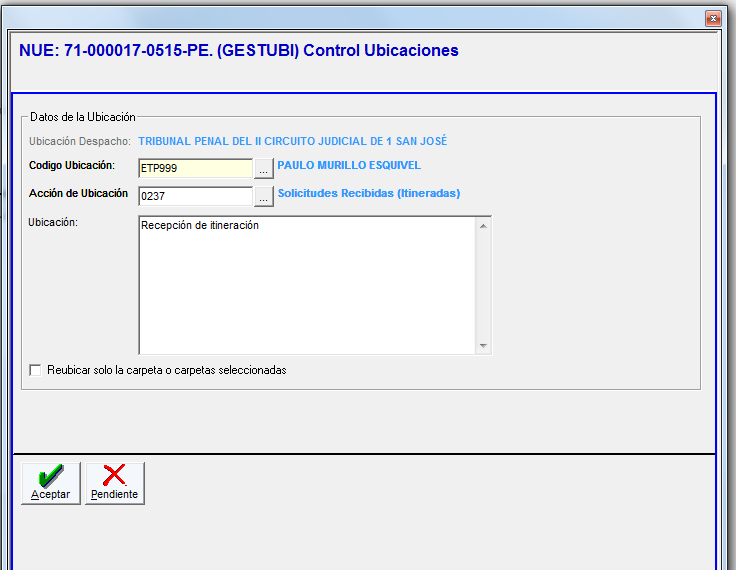 NUE: 71-000017-0515-PE. (GESTUBI) Control Ubicaciones
Datos de la Ubicación
Ubicación Despacho: TRIBUNAL PENAL DEL II CIRCUITO JUDICIAL DE 1 SAN JOSÉ
Codigo Ubicación: ETP999 ... PAULO MURILLO ESQUIVEL
Acción de Ubicación 0237 ... Solicitudes Recibidas (Itineradas)
Ubicación: Recepción de itineración
Reubicar solo la carpeta o carpetas seleccionadas
Aceptar Pendiente